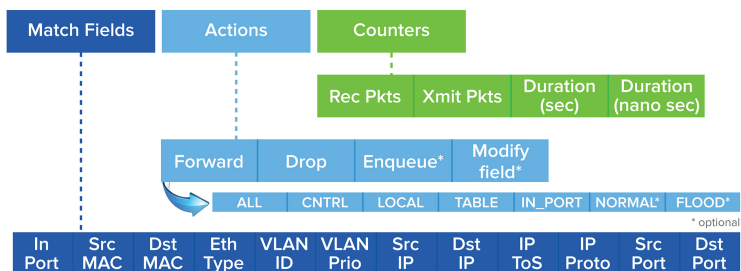 Match Fields Actions Counters
Rec Pkts Xmit Pkts Duration (sec) Duration (nano sec)
Forward Drop Enqueue* Modify field*
ALL CNTRL LOCAL TABLE IN_PORT NORMAL* FLOOD*
* optional
In Port Src MAC Dst MAC Eth Type VLAN ID VLAN Prio Src IP Dst IP IP ToS IP Proto Src Port Dst Port